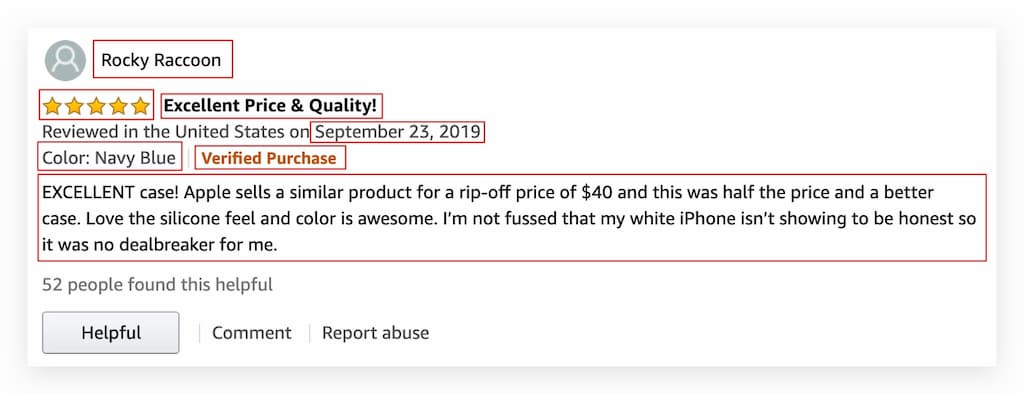 Rocky Raccoon
Excellent Price & Quality!
Reviewed in the United States on September 23, 2019
Color: Navy Blue Verified Purchase
EXCELLENT case! Apple sells a similar product for a rip-off price of $40 and this was half the price and a better
case. Love the silicone feel and color is awesome. I'm not fussed that my white iPhone isn't showing to be honest so
it was no dealbreaker for me.
52 people found this helpful
Helpful Comment Report abuse